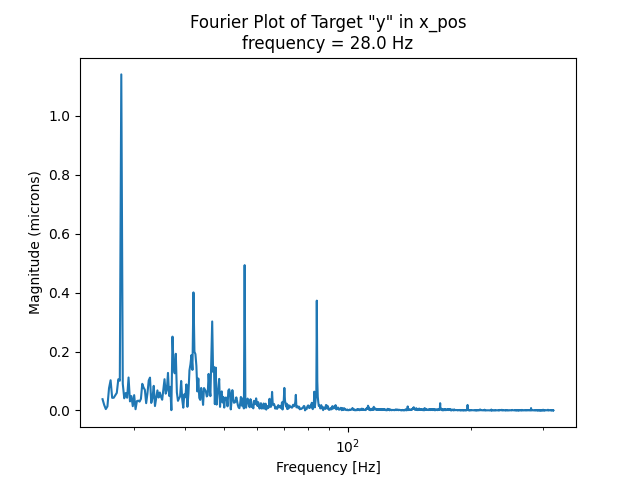 Fourier Plot of Target "y" in x_pos
frequency = 28.0 Hz
Magnitude (microns)
1.0
0.8
0.6
0.4
0.2
0.0
10²
Frequency [Hz]